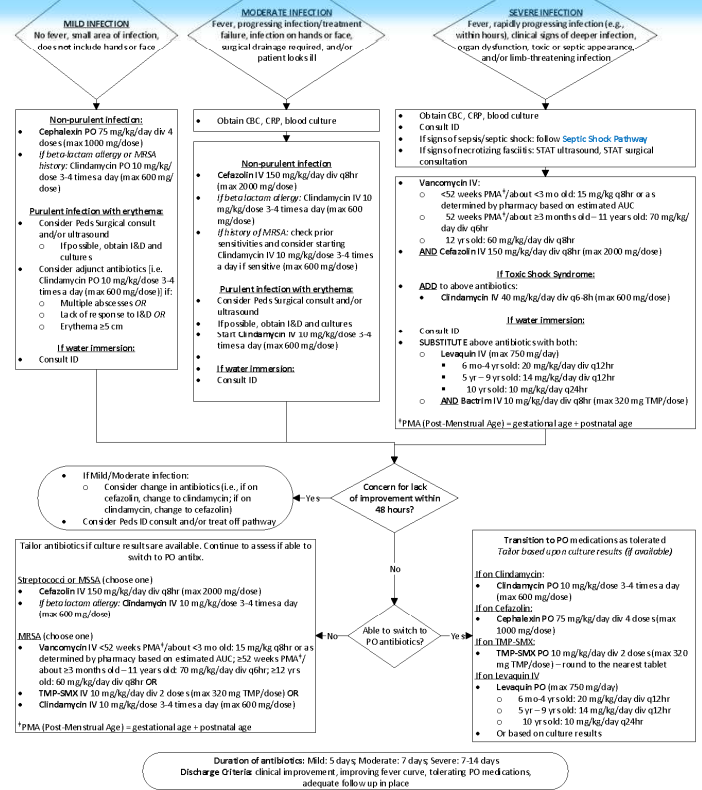 MILD INFECTION
No fever, small area of infection,
does not include hands or face
MODERATE INFECTION
Fever, progressing infection/treatment
failure, infection on hands or face,
surgical drainage required, and/or
patient looks ill
SEVERE INFECTION
Fever, rapidly progressing infection (e.g.,
within hours), clinical signs of deeper infection,
organ dysfunction, toxic or septic appearance,
and/or limb-threatening infection
Non-purulent infection:
• Cephalexin PO 75 mg/kg/day div 4
doses (max 1000 mg/dose)
• If beta-lactam allergy or MRSA
history: Clindamycin PO 10 mg/kg/
dose 3-4 times a day (max 600 mg/
dose)
Purulent infection with erythema:
• Consider Peds Surgical consult
and/or ultrasound
o If possible, obtain I&D and
cultures
• Consider adjunct antibiotics [i.e.
Clindamycin PO 10 mg/kg/dose 3-4
times a day (max 600 mg/dose)] if:
o Multiple abscesses OR
o Lack of response to I&D OR
o Erythema ≥5 cm
If water immersion:
• Consult ID
• Obtain CBC, CRP, blood culture
Non-purulent infection
• Cefazolin IV 150 mg/kg/day div q8hr
(max 2000 mg/dose)
• If beta-lactam allergy: Clindamycin IV 10
mg/kg/dose 3-4 times a day (max 600
mg/dose)
• If history of MRSA: check prior
sensitivities and consider starting
Clindamycin IV 10 mg/kg/dose 3-4 times
a day if sensitive (max 600 mg/dose)
Purulent infection with erythema:
• Consider Peds Surgical consult and/or
ultrasound
• If possible, obtain I&D and cultures
• Start Clindamycin IV 10 mg/kg/dose 3-4
times a day (max 600 mg/dose)
•
• If water immersion:
• Consult ID
• Obtain CBC, CRP, blood culture
• Consult ID
• If signs of sepsis/septic shock: follow Septic Shock Pathway
• If signs of necrotizing fasciitis: STAT ultrasound, STAT surgical
consultation
• Vancomycin IV:
o <52 weeks PMA‡/about <3 mo old: 15 mg/kg q8hr or as
determined by pharmacy based on estimated AUC
o 52 weeks PMA‡/about ≥3 months old – 11 years old: 70 mg/kg/
day div q6hr
o 12 yrs old: 60 mg/kg/day div q8hr
• AND Cefazolin IV 150 mg/kg/day div q8hr (max 2000 mg/dose)
If Toxic Shock Syndrome:
• ADD to above antibiotics:
• Clindamycin IV 40 mg/kg/day div q6-8h (max 600 mg/dose)
If water immersion:
• Consult ID
• SUBSTITUTE above antibiotics with both:
o Levaquin IV (max 750 mg/day)
▪ 6 mo-4 yrs old: 20 mg/kg/day div q12hr
▪ 5 yr – 9 yrs old: 14 mg/kg/day div q12hr
▪ 10 yrs old: 10 mg/kg/day q24hr
o AND Bactrim IV 10 mg/kg/day div q8hr (max 320 mg TMP/dose)
‡PMA (Post-Menstrual Age) = gestational age + postnatal age
• If Mild/Moderate infection:
o Consider change in antibiotics (i.e., if on
cefazolin, change to clindamycin; if on
clindamycin, change to cefazolin)
• Consider Peds ID consult and/or treat off pathway
Yes
Concern for lack
of improvement within
48 hours?
No
Tailor antibiotics if culture results are available. Continue to assess if able to
switch to PO antibx.
Streptococci or MSSA (choose one)
• Cefazolin IV 150 mg/kg/day div q8hr (max 2000 mg/dose)
• If beta lactam allergy: Clindamycin IV 10 mg/kg/dose 3-4 times a day
(max 600 mg/dose)
MRSA (choose one)
• Vancomycin IV <52 weeks PMA‡/about <3 mo old: 15 mg/kg q8hr or as
determined by pharmacy based on estimated AUC; ≥52 weeks PMA‡/
about ≥3 months old – 11 years old: 70 mg/kg/day div q6hr; ≥12 yrs
old: 60 mg/kg/day div q8hr OR
• TMP-SMX IV 10 mg/kg/day div 2 doses (max 320 mg TMP/dose) OR
• Clindamycin IV 10 mg/kg/dose 3-4 times a day (max 600 mg/dose)
‡PMA (Post-Menstrual Age) = gestational age + postnatal age
No
Able to switch to
PO antibiotics?
Yes
Transition to PO medications as tolerated
Tailor based upon culture results (if available)
If on Clindamycin:
• Clindamycin PO 10 mg/kg/dose 3-4 times a day
(max 600 mg/dose)
If on Cefazolin:
• Cephalexin PO 75 mg/kg/day div 4 doses (max
1000 mg/dose)
If on TMP-SMX:
• TMP-SMX PO 10 mg/kg/day div 2 doses (max 320
mg TMP/dose) – round to the nearest tablet
If on Levaquin IV
• Levaquin PO (max 750 mg/day)
o 6 mo-4 yrs old: 20 mg/kg/day div q12hr
o 5 yr – 9 yrs old: 14 mg/kg/day div q12hr
o 10 yrs old: 10 mg/kg/day q24hr
• Or based on culture results
Duration of antibiotics: Mild: 5 days; Moderate: 7 days; Severe: 7-14 days
Discharge Criteria: clinical improvement, improving fever curve, tolerating PO medications,
adequate follow up in place